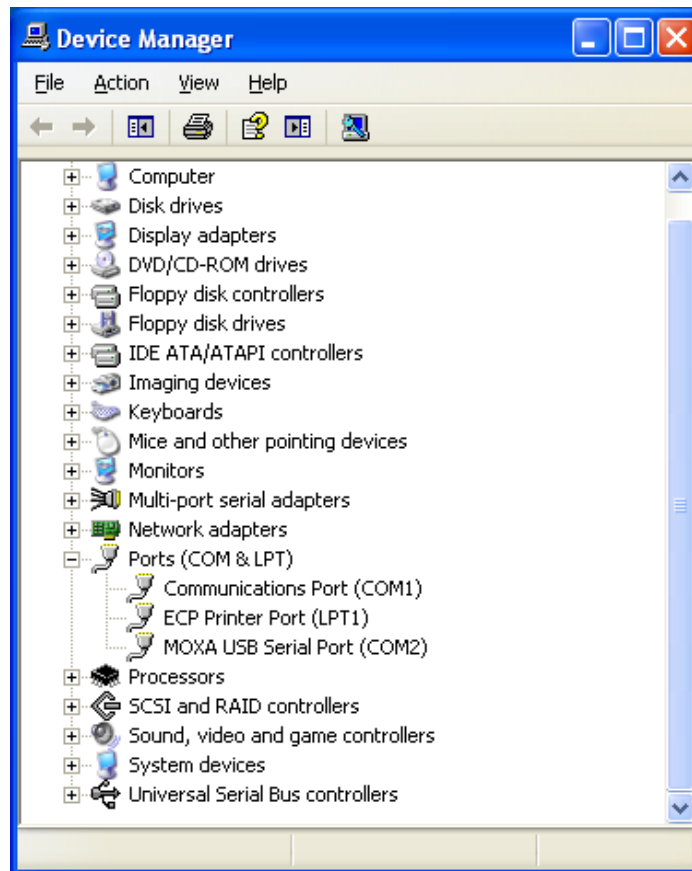 Device Manager
File Action View Help
Computer
Disk drives
Display adapters
DVD/CD-ROM drives
Floppy disk controllers
Floppy disk drives
IDE ATA/ATAPI controllers
Imaging devices
Keyboards
Mice and other pointing devices
Monitors
Multi-port serial adapters
Network adapters
Ports (COM & LPT)
Communications Port (COM1)
ECP Printer Port (LPT1)
MOXA USB Serial Port (COM2)
Processors
SCSI and RAID controllers
Sound, video and game controllers
System devices
Universal Serial Bus controllers